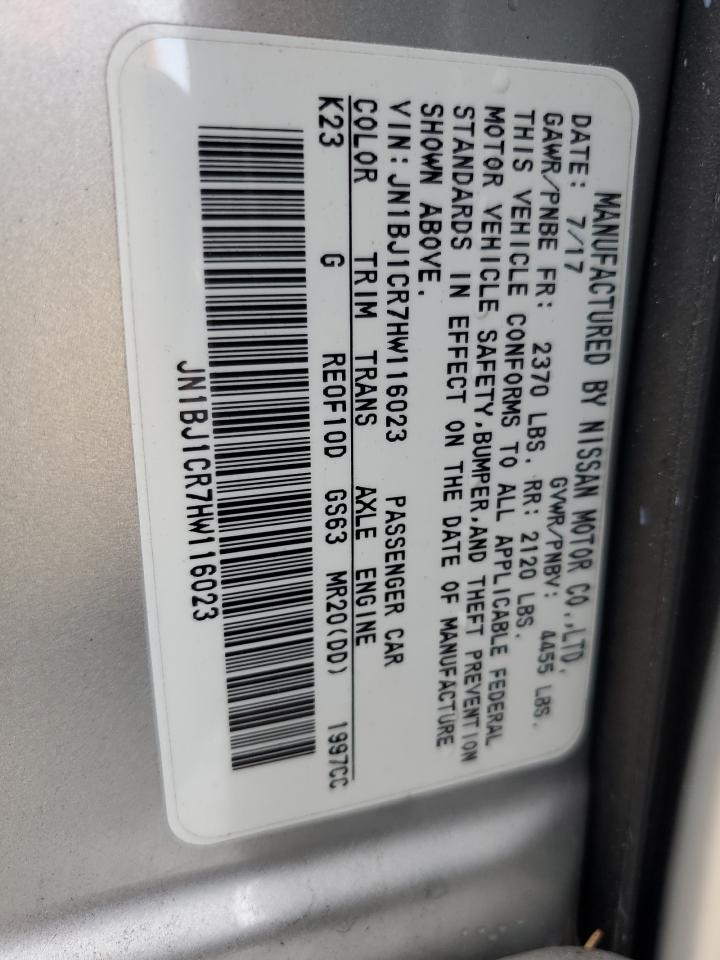 MANUFACTURED BY NISSAN MOTOR CO.,LTD.
DATE: 7/17 GVWR/PNBV: 4455 LBS.
GAWR/PNBE FR: 2370 LBS. RR: 2120 LBS.
THIS VEHICLE CONFORMS TO ALL APPLICABLE FEDERAL
MOTOR VEHICLE SAFETY,BUMPER,AND THEFT PREVENTION
STANDARDS IN EFFECT ON THE DATE OF MANUFACTURE
SHOWN ABOVE.
VIN: JN1BJ1CR7HW116023 PASSENGER CAR
COLOR TRIM TRANS AXLE ENGINE
K23 G RE0F10D GS63 MR20(DD) 1997CC
JN1BJ1CR7HW116023